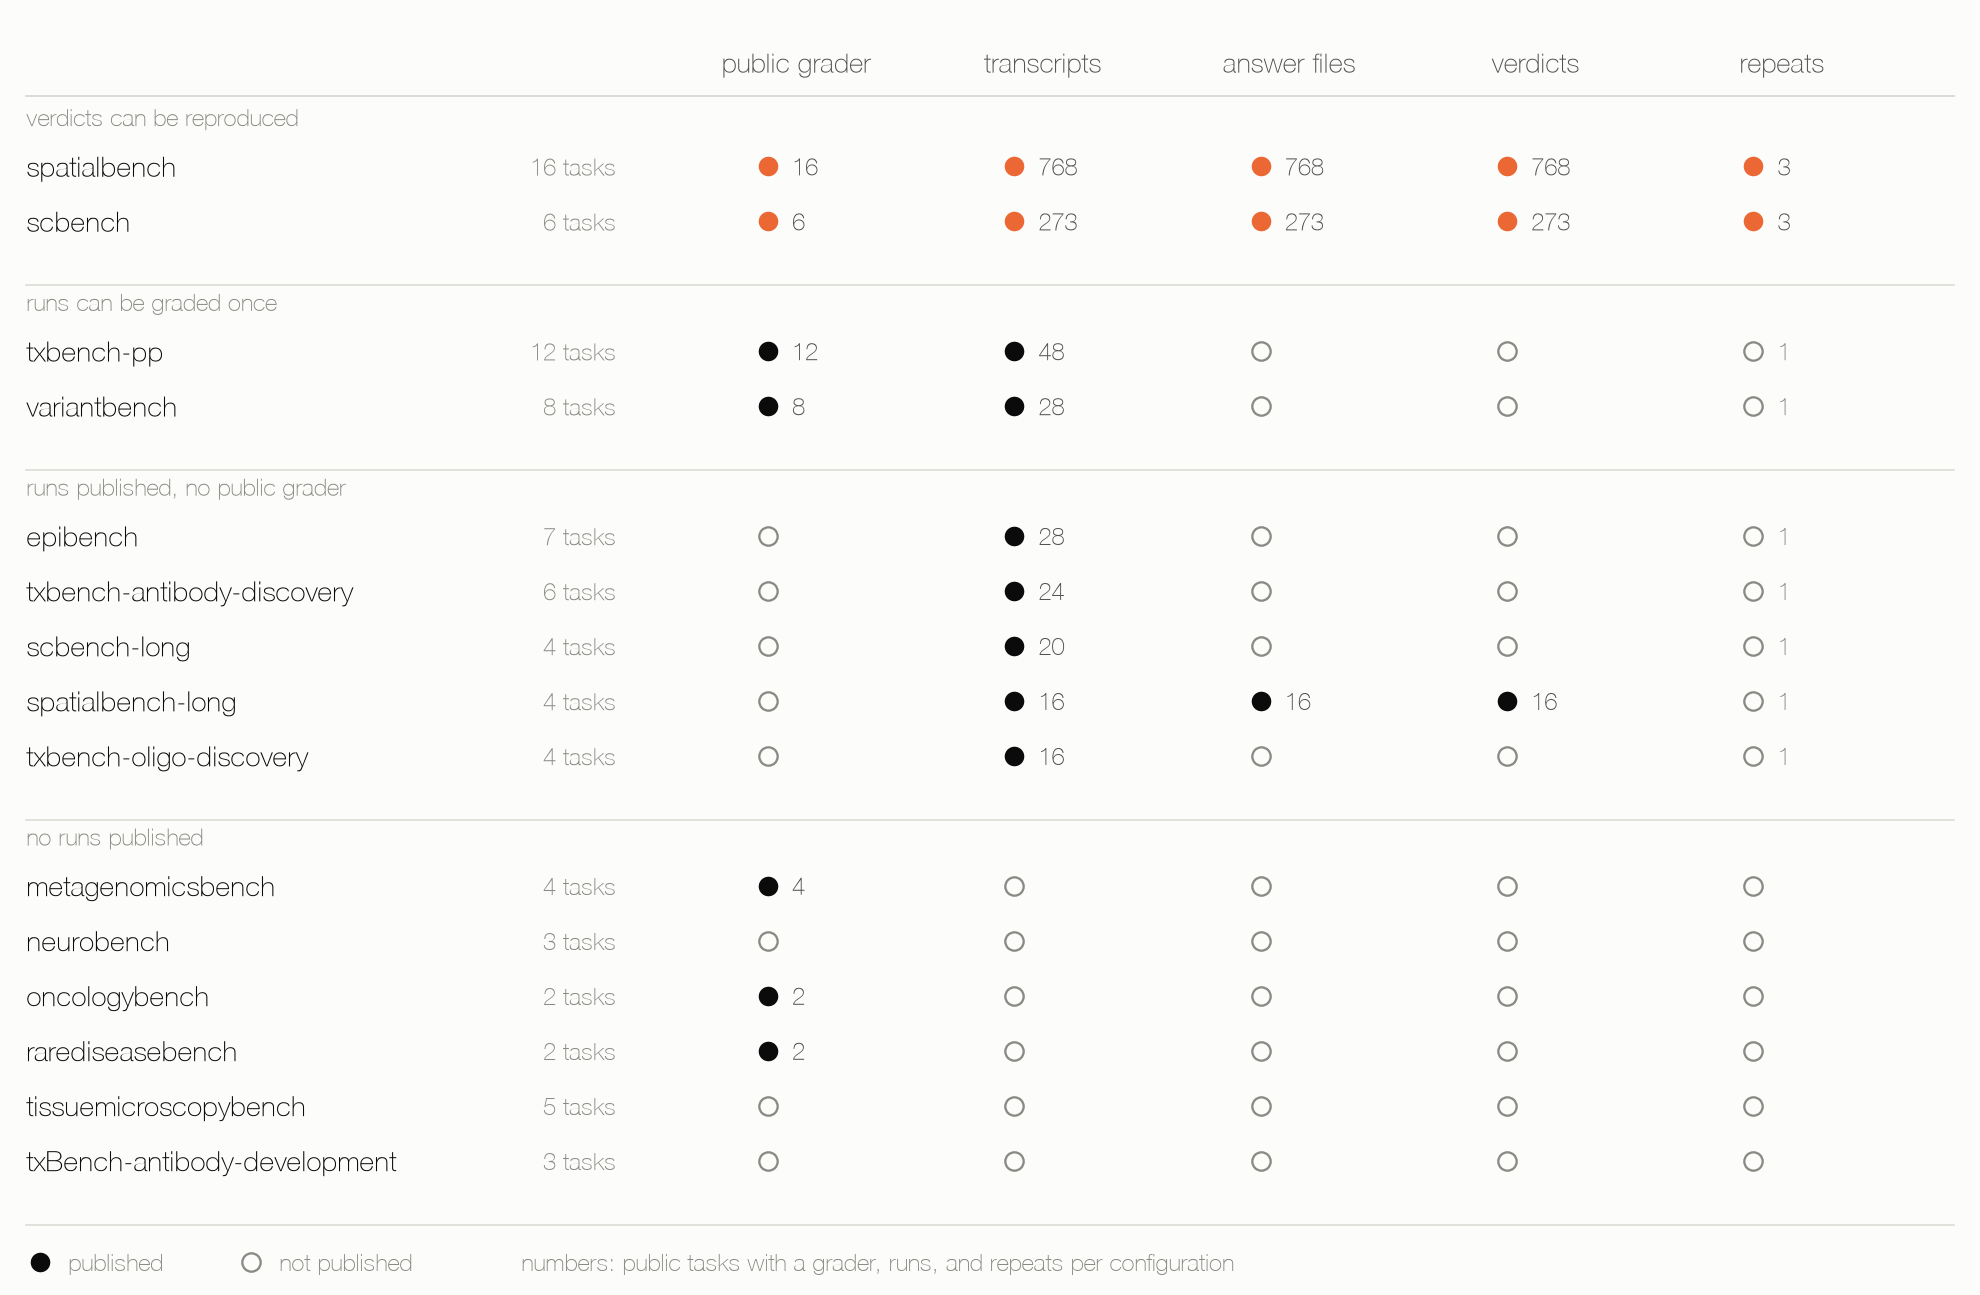 public grader transcripts answer files verdicts repeats
verdicts can be reproduced
spatialbench 16 tasks 16 768 768 768 3
scbench 6 tasks 6 273 273 273 3
runs can be graded once
txbench-pp 12 tasks 12 48 1
variantbench 8 tasks 8 28 1
runs published, no public grader
epibench 7 tasks 28 1
txbench-antibody-discovery 6 tasks 24 1
scbench-long 4 tasks 20 1
spatialbench-long 4 tasks 16 16 16 1
txbench-oligo-discovery 4 tasks 16 1
no runs published
metagenomicsbench 4 tasks 4
neurobench 3 tasks
oncologybench 2 tasks 2
rarediseasebench 2 tasks 2
tissuemicroscopybench 5 tasks
txBench-antibody-development 3 tasks
published not published numbers: public tasks with a grader, runs, and repeats per configuration